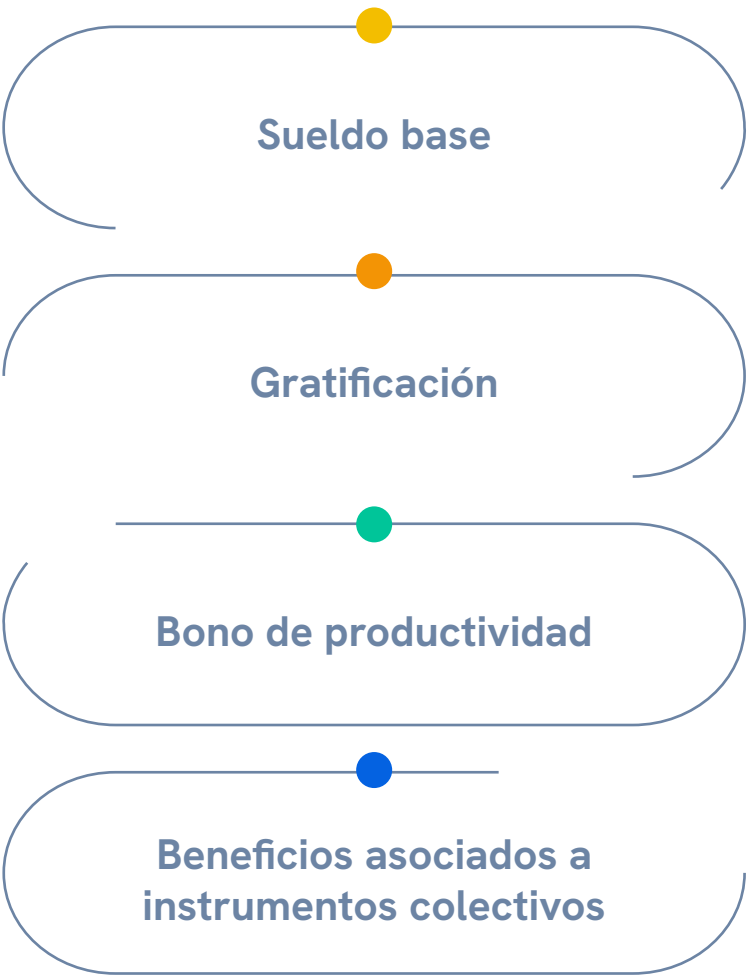 Sueldo base
Gratificación
Bono de productividad
Beneficios asociados a
instrumentos colectivos